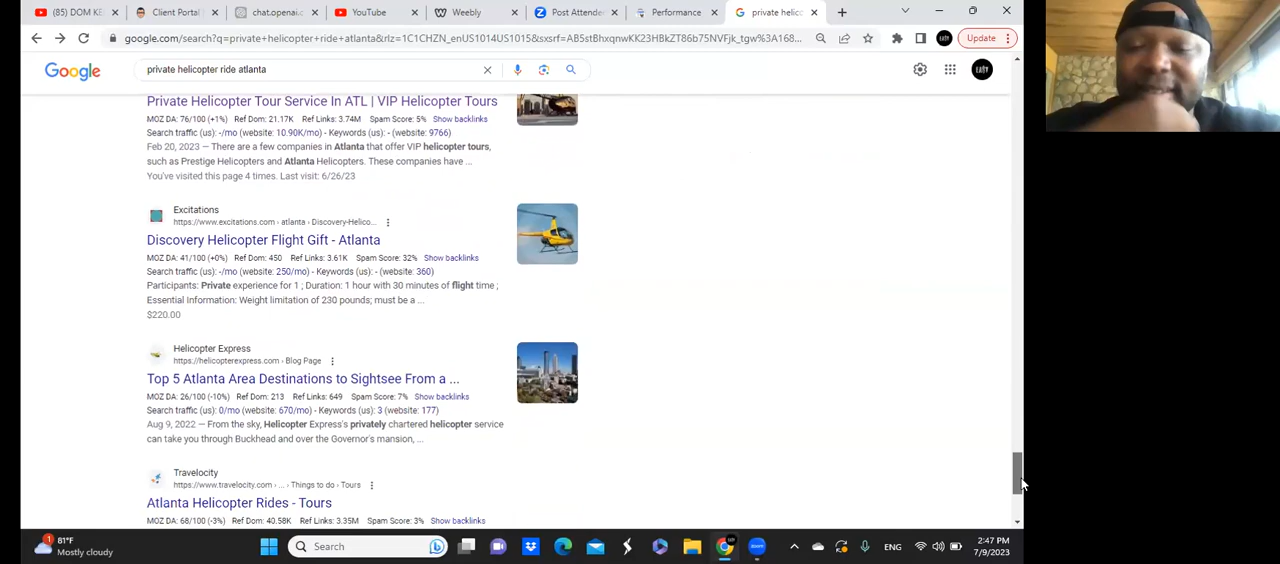 (85) DOM KE
Client Portal
chat.openai.c
YouTube
Weebly
Post Attende
Performance
private helic
google.com/search?q=private+helicopter+ride+atlanta&rlz=1C1CHZN_enUS1014US1015&sxsrf=AB5stBhxqnwKK23HBkZT86b75NVFjk_tgw%3A168...
Update
Google
private helicopter ride atlanta
Private Helicopter Tour Service In ATL | VIP Helicopter Tours
MOZ DA: 76/100 (+1%) Ref Dom: 21.17K Ref Links: 3.74M Spam Score: 5% Show backlinks
Search traffic (us): -/mo (website: 10.90K/mo) - Keywords (us): - (website: 9766)
Feb 20, 2023 — There are a few companies in Atlanta that offer VIP helicopter tours,
such as Prestige Helicopters and Atlanta Helicopters. These companies have ...
You've visited this page 4 times. Last visit: 6/26/23
Excitations
https://www.excitations.com › atlanta › Discovery-Helico...
Discovery Helicopter Flight Gift - Atlanta
MOZ DA: 41/100 (+0%) Ref Dom: 450 Ref Links: 3.61K Spam Score: 32% Show backlinks
Search traffic (us): -/mo (website: 250/mo) - Keywords (us): - (website: 360)
Participants: Private experience for 1 ; Duration: 1 hour with 30 minutes of flight time ;
Essential Information: Weight limitation of 230 pounds; must be a ...
$220.00
Helicopter Express
https://helicopterexpress.com › Blog Page
Top 5 Atlanta Area Destinations to Sightsee From a ...
MOZ DA: 26/100 (-10%) Ref Dom: 213 Ref Links: 649 Spam Score: 7% Show backlinks
Search traffic (us): 0/mo (website: 670/mo) - Keywords (us): 3 (website: 177)
Aug 9, 2022 — From the sky, Helicopter Express's privately chartered helicopter service
can take you through Buckhead and over the Governor's mansion, ...
Travelocity
https://www.travelocity.com › ... › Things to do › Tours
Atlanta Helicopter Rides - Tours
MOZ DA: 68/100 (-3%) Ref Dom: 40.58K Ref Links: 3.35M Spam Score: 3% Show backlinks
1
81°F
Mostly cloudy
Search
ENG
2:47 PM
7/9/2023